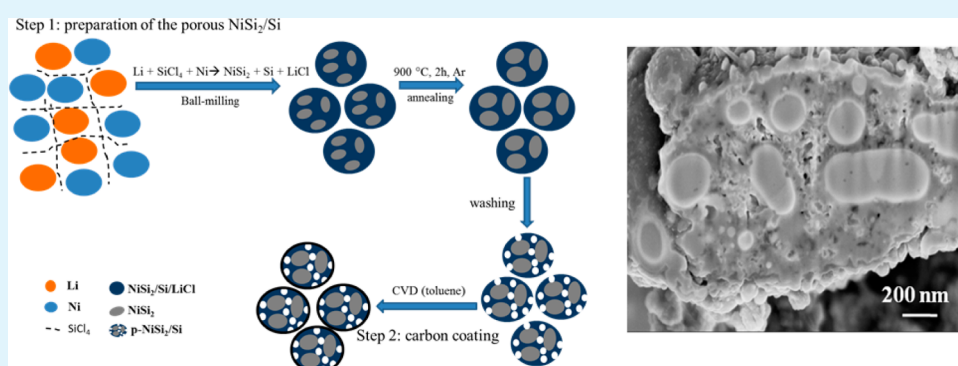 Step 1: preparation of the porous NiSi₂/Si
Li + SiCl₄ + Ni→ NiSi₂ + Si + LiCl
Ball-milling
900 °C, 2h, Ar
annealing
washing
CVD (toluene)
Step 2: carbon coating
Li
Ni
SiCl₄
NiSi₂/Si/LiCl
NiSi₂
p-NiSi₂/Si
200 nm